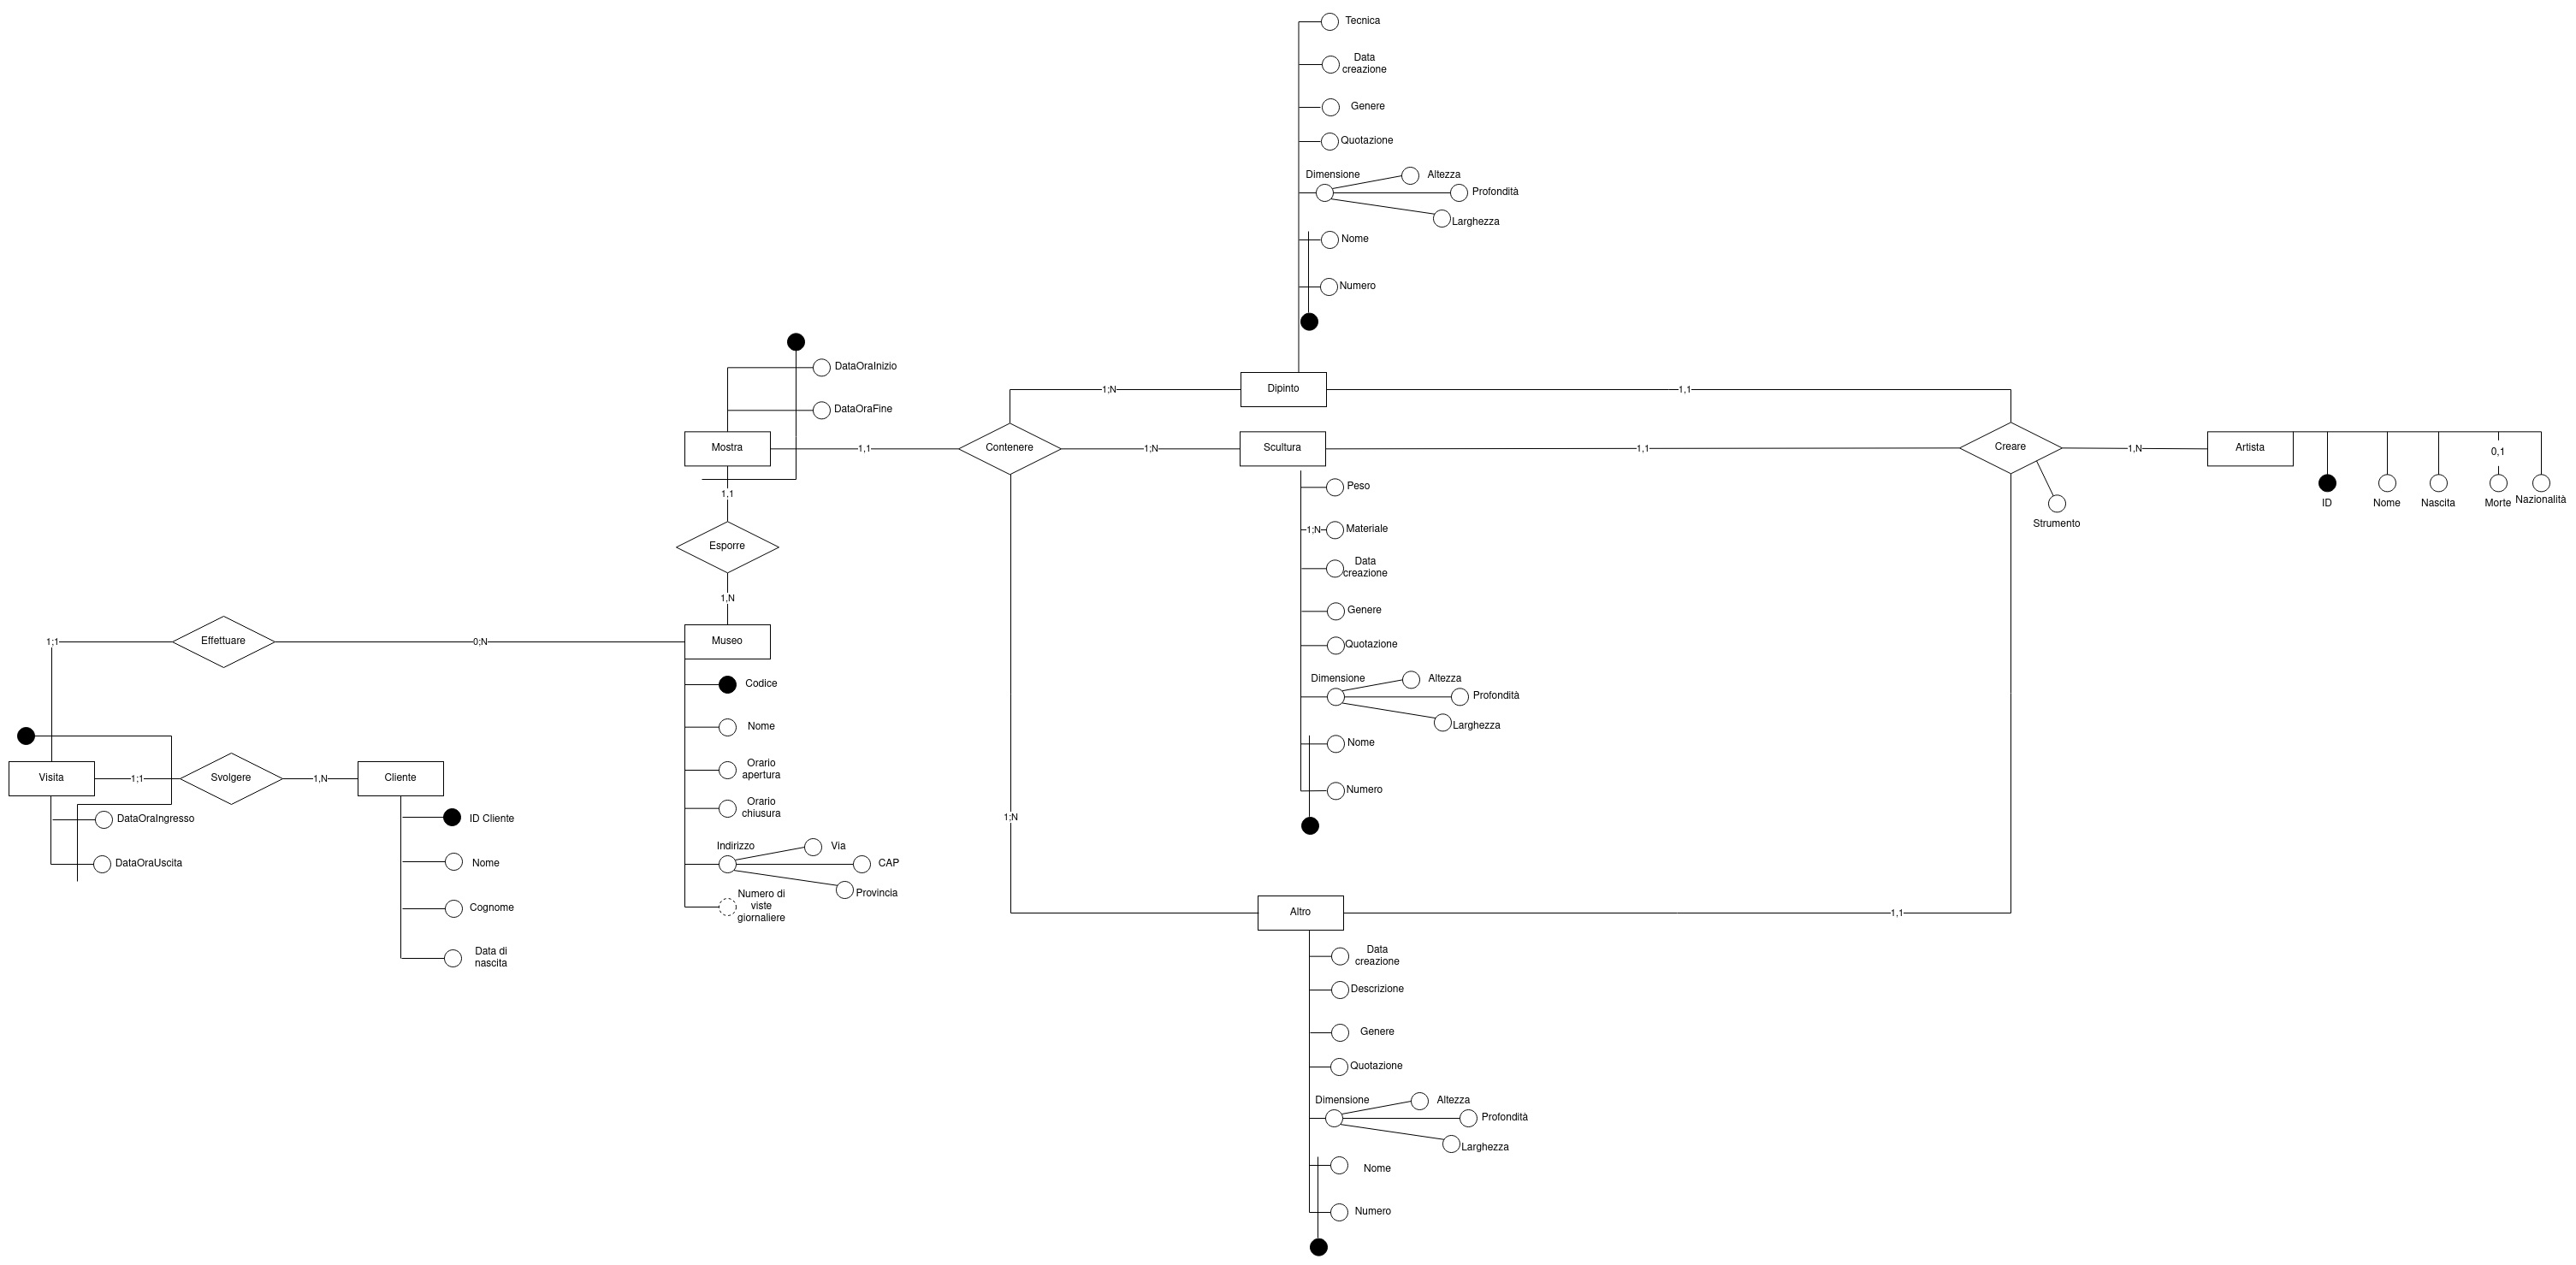 Tecnica
Data
creazione
Genere
Quotazione
Dimensione
Altezza
Profondità
Larghezza
Nome
Numero
DataOraInizio
DataOraFine
Mostra
1,1
Contenere
1;N
Dipinto
1,1
1;N
Scultura
1,1
Creare
1,N
Artista
0,1
ID
Nome
Nascita
Morte
Nazionalità
Strumento
1,1
Esporre
1,N
Peso
1;N
Materiale
Data
creazione
Genere
Quotazione
Dimensione
Altezza
Profondità
Larghezza
Nome
Numero
1;1
Effettuare
0;N
Museo
Codice
Nome
Orario
apertura
Orario
chiusura
Indirizzo
Via
CAP
Provincia
Numero di
viste
giornaliere
Visita
1;1
Svolgere
1,N
Cliente
DataOraIngresso
DataOraUscita
ID Cliente
Nome
Cognome
Data di
nascita
1;N
Altro
1,1
Data
creazione
Descrizione
Genere
Quotazione
Dimensione
Altezza
Profondità
Larghezza
Nome
Numero